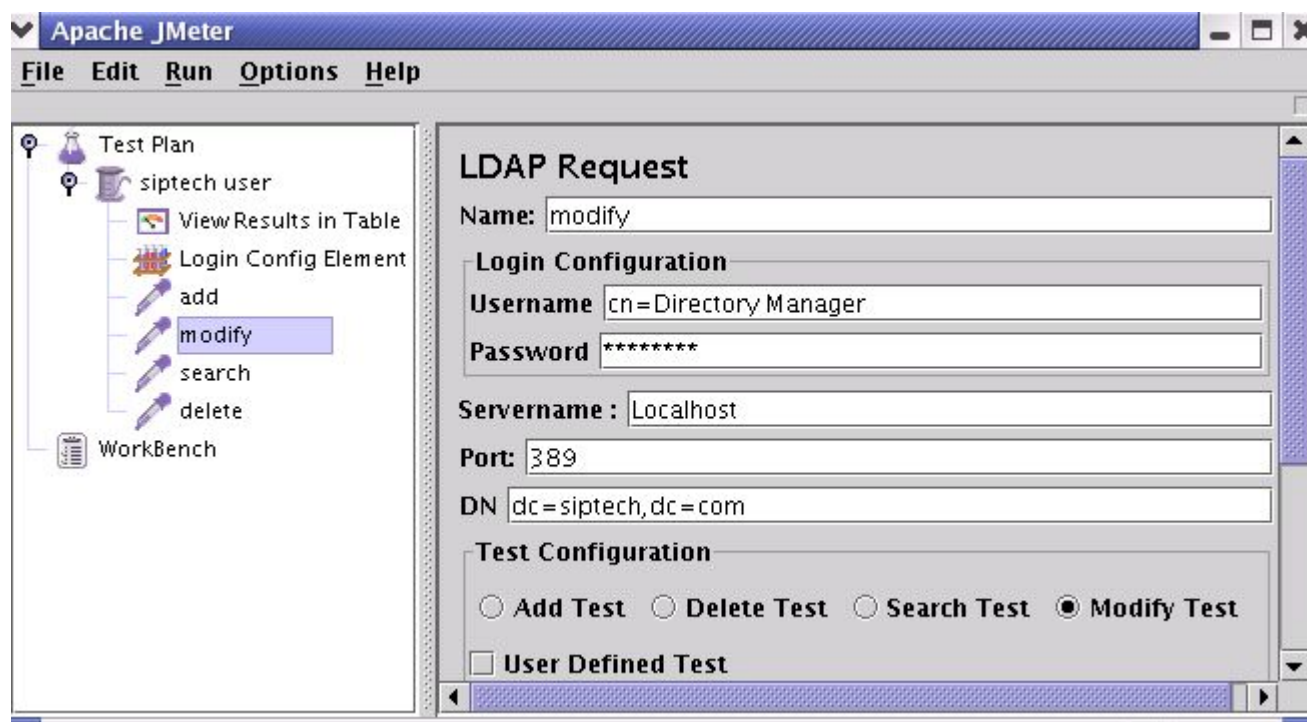 Apache JMeter
File Edit Run Options Help
Test Plan
siptech user
View Results in Table
Login Config Element
add
modify
search
delete
WorkBench
LDAP Request
Name: modify
Login Configuration
Username cn=Directory Manager
Password ********
Servername : Localhost
Port: 389
DN dc=siptech,dc=com
Test Configuration
Add Test Delete Test Search Test Modify Test
User Defined Test